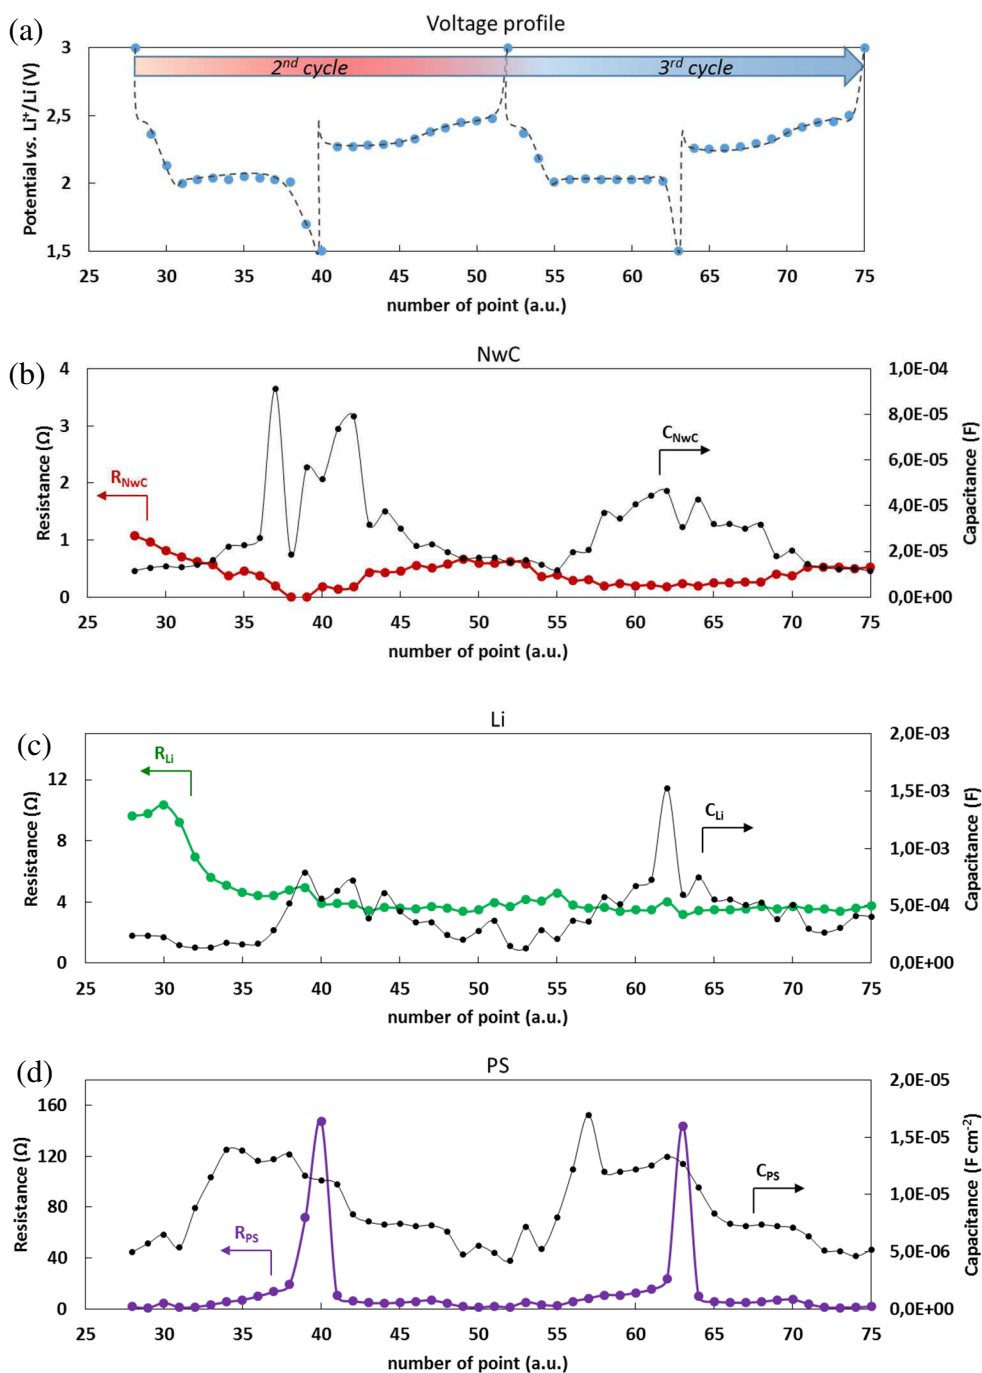 (a)
Voltage profile
Potential vs. Li⁺/Li (V)
3
2,5
2
1,5
2nd cycle
3rd cycle
25 30 35 40 45 50 55 60 65 70 75
number of point (a.u.)
(b)
NwC
Resistance (Ω)
4
3
2
1
0
R_NwC
C_NwC
1,0E-04
8,0E-05
6,0E-05
4,0E-05
2,0E-05
0,0E+00
Capacitance (F)
25 30 35 40 45 50 55 60 65 70 75
number of point (a.u.)
(c)
Li
Resistance (Ω)
12
8
4
0
R_Li
C_Li
2,0E-03
1,5E-03
1,0E-03
5,0E-04
0,0E+00
Capacitance (F)
25 30 35 40 45 50 55 60 65 70 75
number of point (a.u.)
(d)
PS
Resistance (Ω)
160
120
80
40
0
R_PS
C_PS
2,0E-05
1,5E-05
1,0E-05
5,0E-06
0,0E+00
Capacitance (F cm⁻²)
25 30 35 40 45 50 55 60 65 70 75
number of point (a.u.)